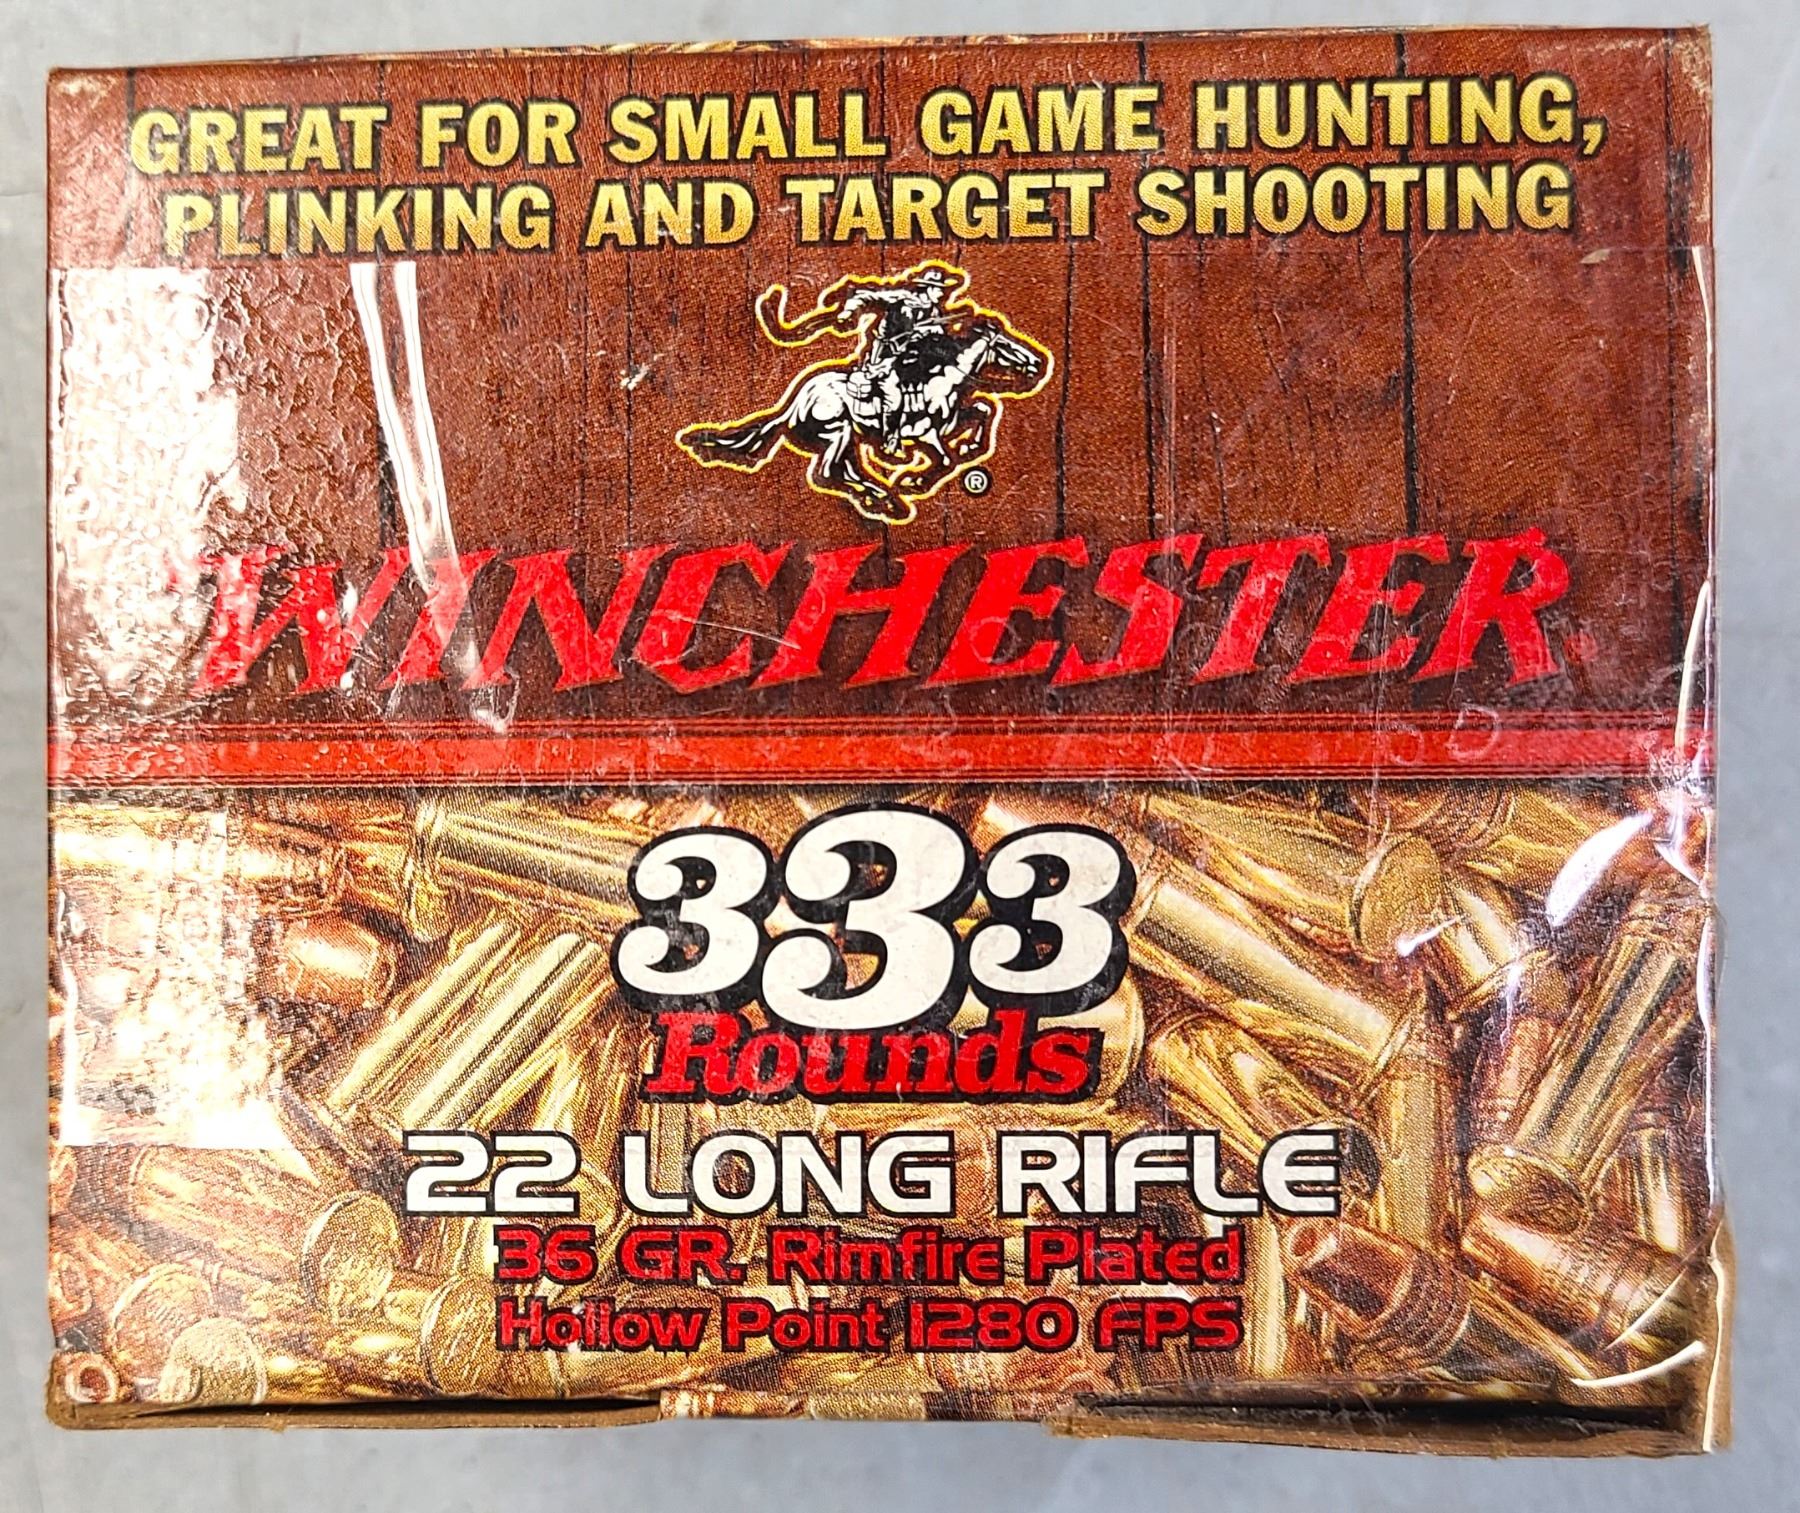 GREAT FOR SMALL GAME HUNTING,
PLINKING AND TARGET SHOOTING
®
WINCHESTER
333
Rounds
22 LONG RIFLE
36 GR. Rimfire Plated
Hollow Point 1280 FPS